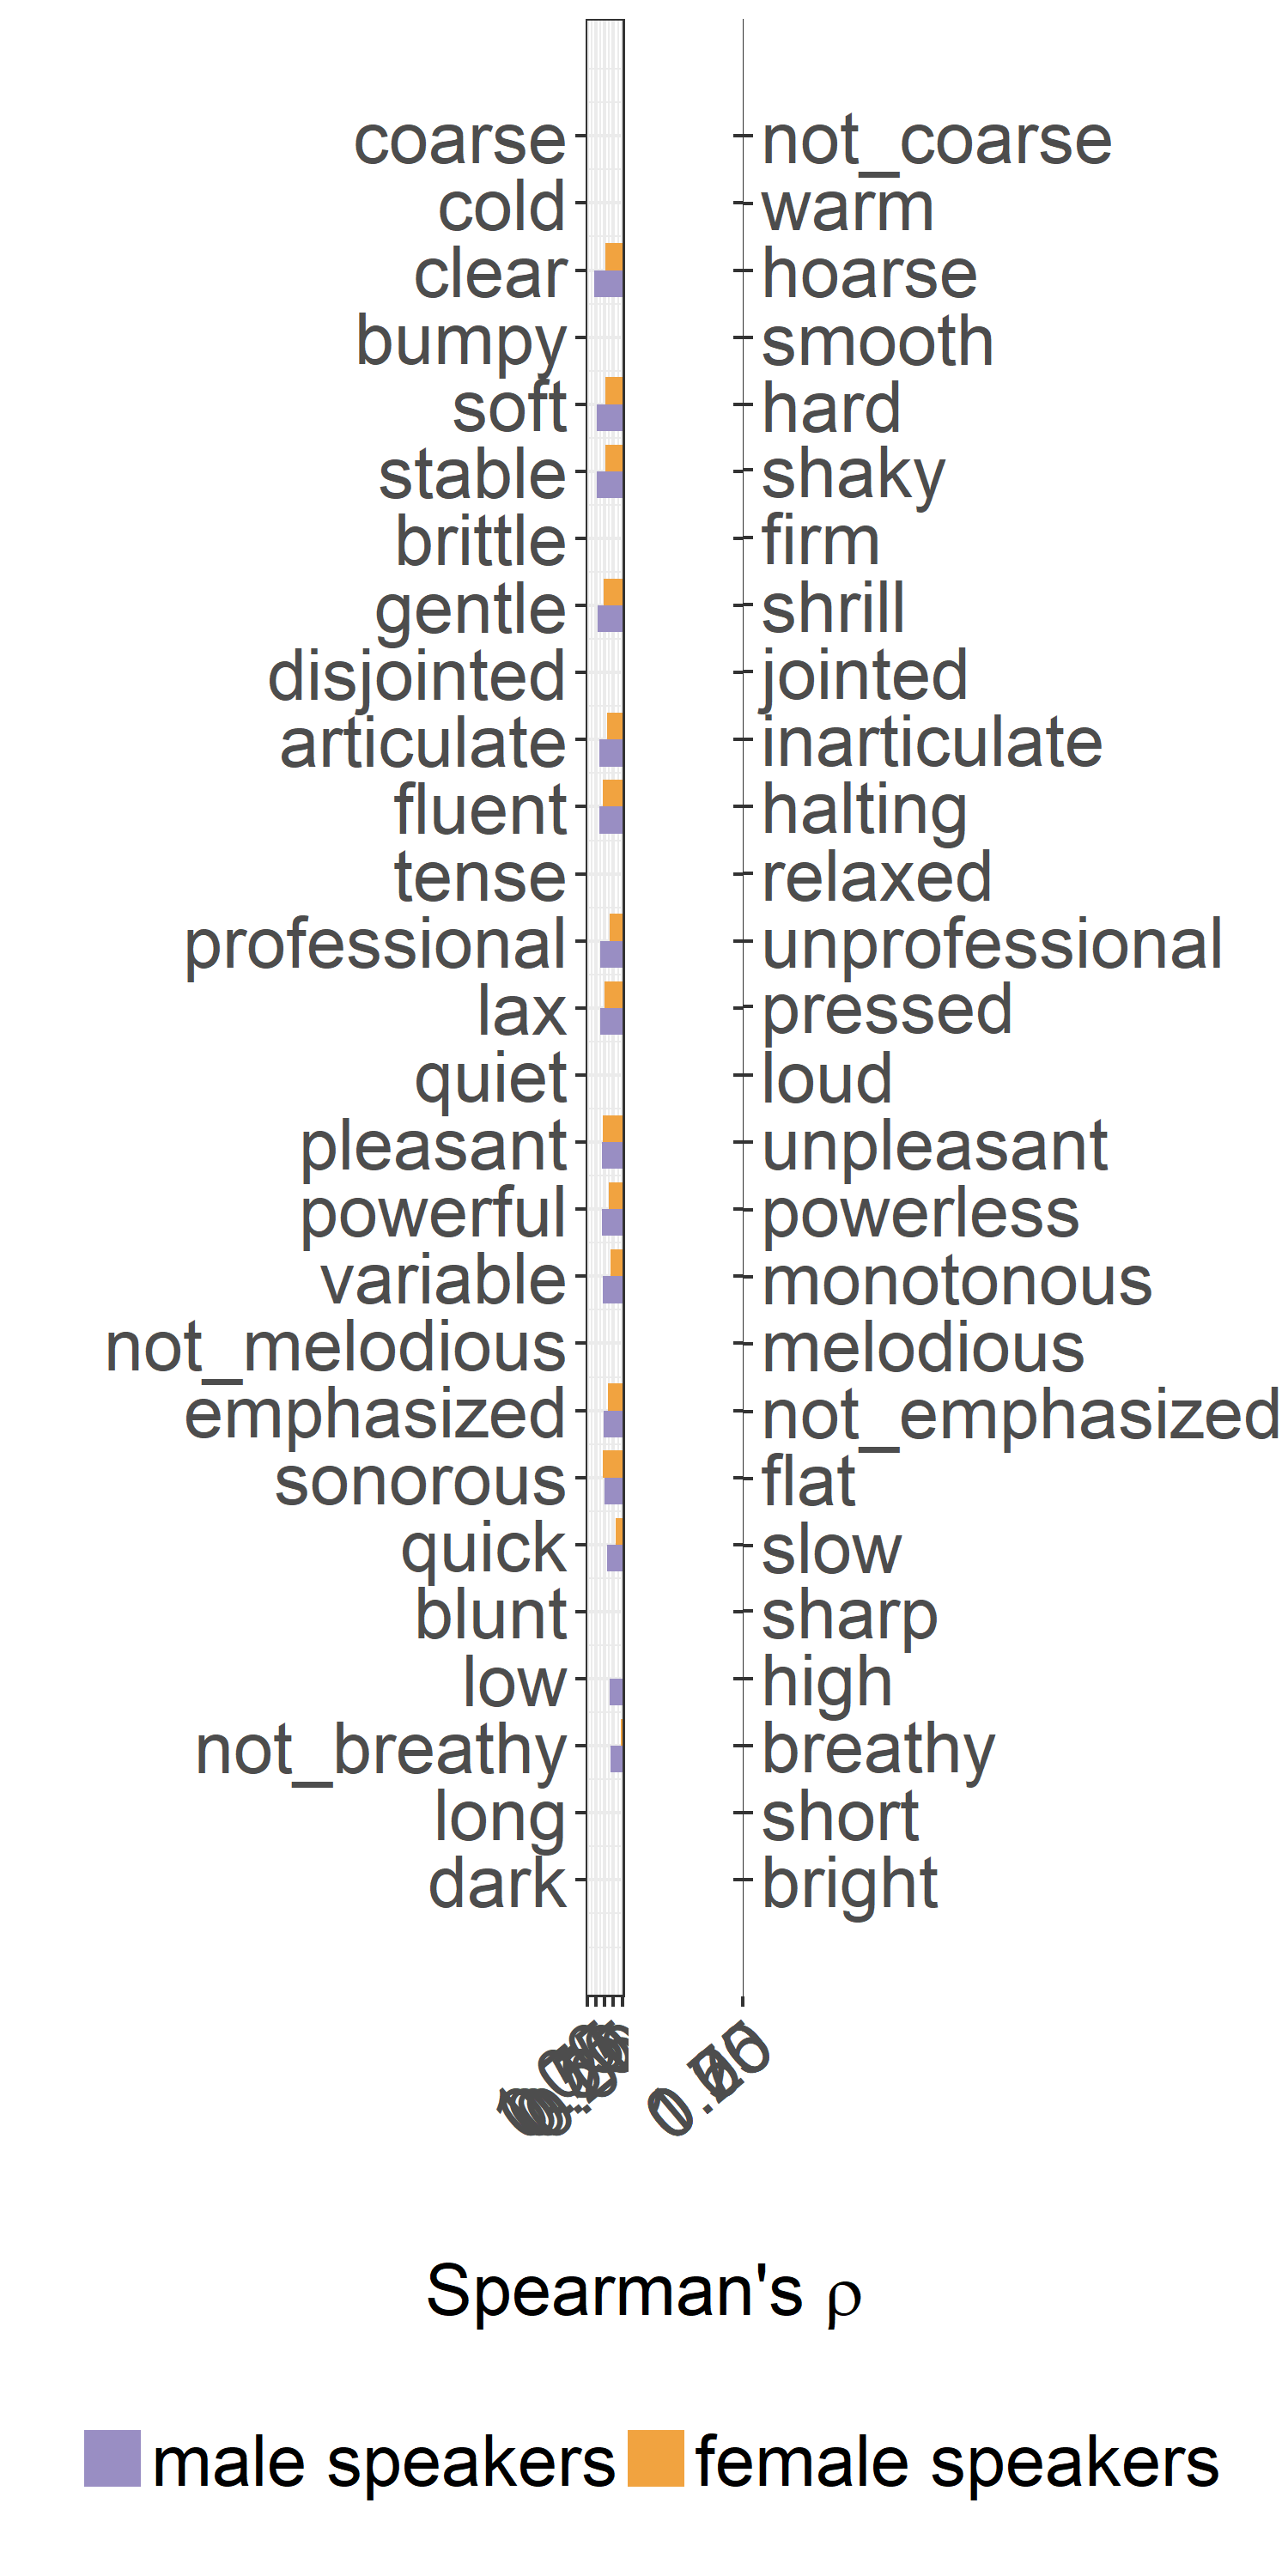 coarse not_coarse
cold warm
clear hoarse
bumpy smooth
soft hard
stable shaky
brittle firm
gentle shrill
disjointed jointed
articulate inarticulate
fluent halting
tense relaxed
professional unprofessional
lax pressed
quiet loud
pleasant unpleasant
powerful powerless
variable monotonous
not_melodious melodious
emphasized not_emphasized
sonorous flat
quick slow
blunt sharp
low high
not_breathy breathy
long short
dark bright
Spearman's ρ
male speakers female speakers